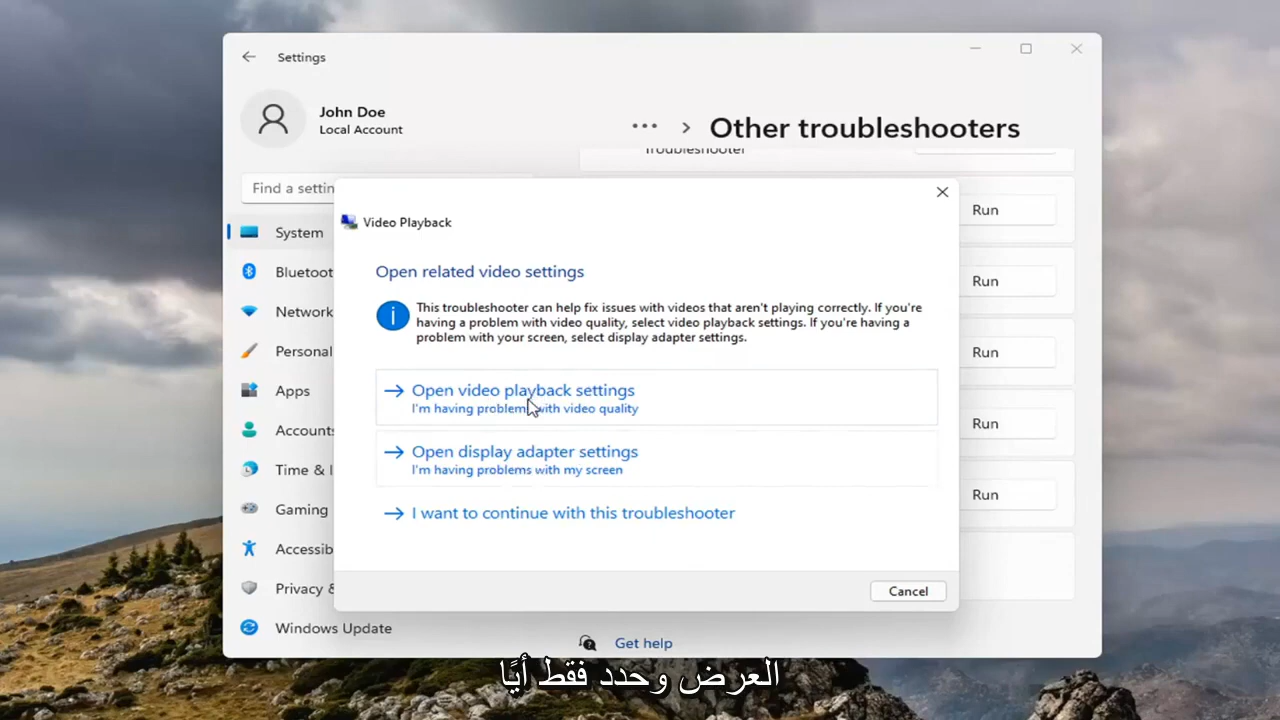 Settings
John Doe
Local Account
Other troubleshooters
Troubleshooter
Find a settin
System
Bluetoot
Network
Personal
Apps
Accounts
Time &
Gaming
Accessib
Privacy &
Windows Update
Video Playback
Open related video settings
This troubleshooter can help fix issues with videos that aren't playing correctly. If you're
having a problem with video quality, select video playback settings. If you're having a
problem with your screen, select display adapter settings.
Open video playback settings
I'm having problems with video quality
Open display adapter settings
I'm having problems with my screen
I want to continue with this troubleshooter
Cancel
Run
Run
Run
Run
Run
Get help
العرض وحدد فقط أيًا